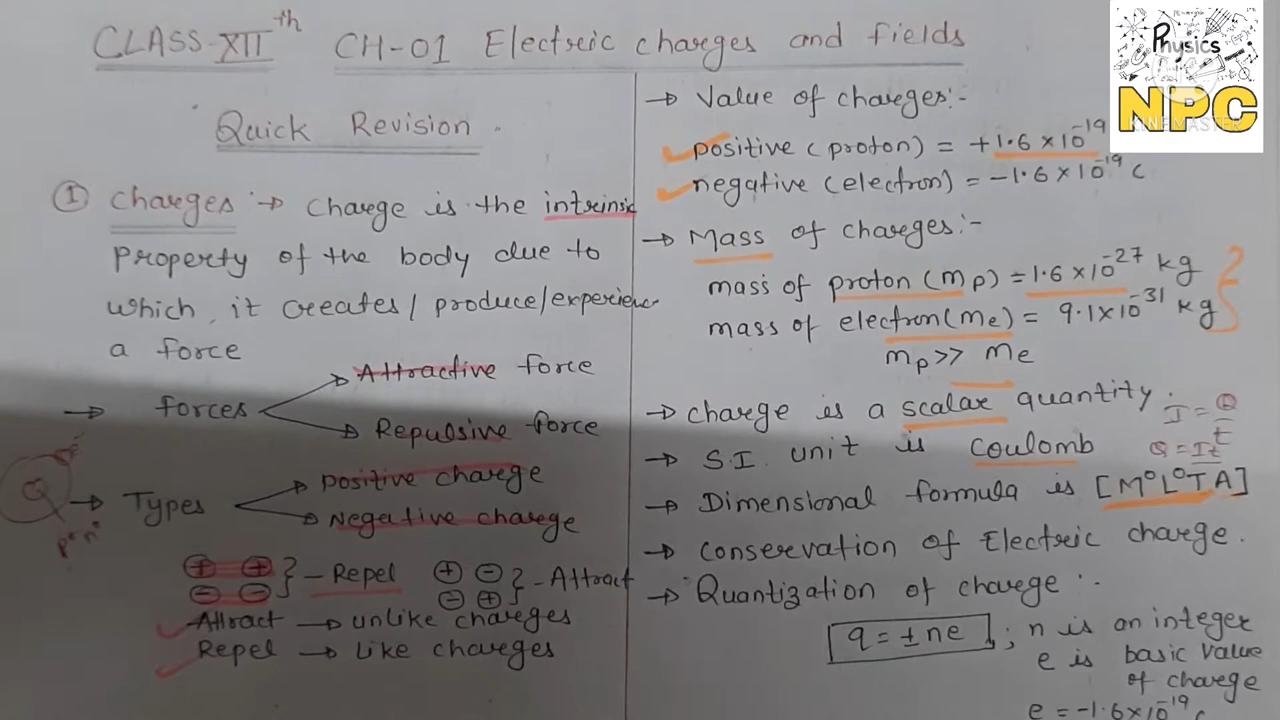 CLASS-XIIth CH-01 Electric charges and fields
Quick Revision.
① Charges → Charge is the intrinsic
Property of the body due to
which, it creates/produce/experience
a force
→ forces
Attractive force
Repulsive force
→ Types
Positive charge
Negative charge
⊕ ⊕
⊖ ⊖ } - Repel
⊕ ⊖
⊖ ⊕ } - Attract
Attract → unlike charges
Repel → Like charges
Q
→ Value of charges:-
positive (proton) = +1.6 × 10⁻¹⁹
negative (electron) = -1.6 × 10⁻¹⁹ C
→ Mass of charges:-
mass of proton (mp) = 1.6 × 10⁻²⁷ kg
mass of electron (me) = 9.1×10⁻³¹ kg
mp >> me
→ charge is a scalar quantity.
I = Q/t
→ S.I. unit is Coulomb
Q = It
→ Dimensional formula is [M⁰L⁰TA]
→ Conservation of Electric charge.
→ Quantization of charge :-
q = ±ne ; n is an integer
e is basic value
of charge
e = -1.6×10⁻¹⁹ C
Physics
NPC
KINEMASTER